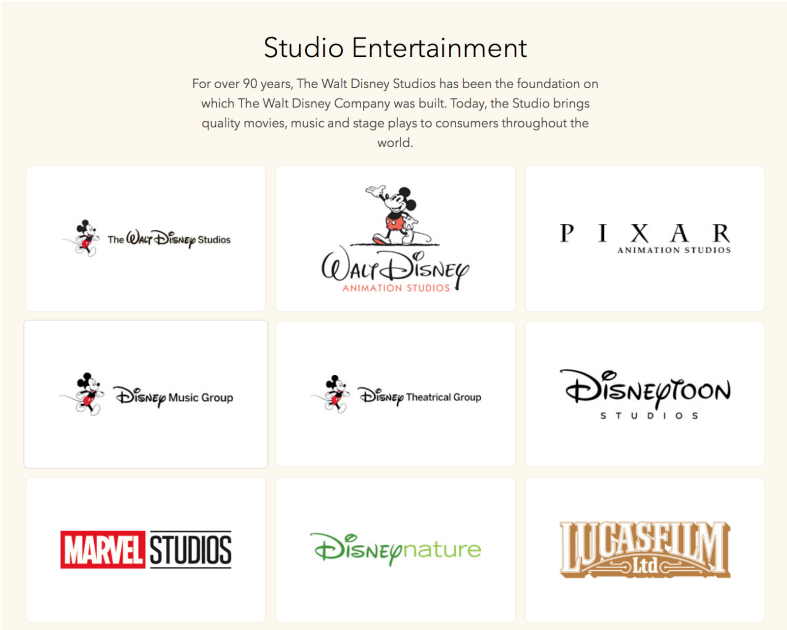 Studio Entertainment
For over 90 years, The Walt Disney Studios has been the foundation on
which The Walt Disney Company was built. Today, the Studio brings
quality movies, music and stage plays to consumers throughout the
world.
The WALT DISNEY Studios
WALT DISNEY
ANIMATION STUDIOS
PIXAR
ANIMATION STUDIOS
DISNEY Music Group
DISNEY Theatrical Group
DISNEYTOON
STUDIOS
MARVEL STUDIOS
DISNEYnature
LUCASFILM
Ltd